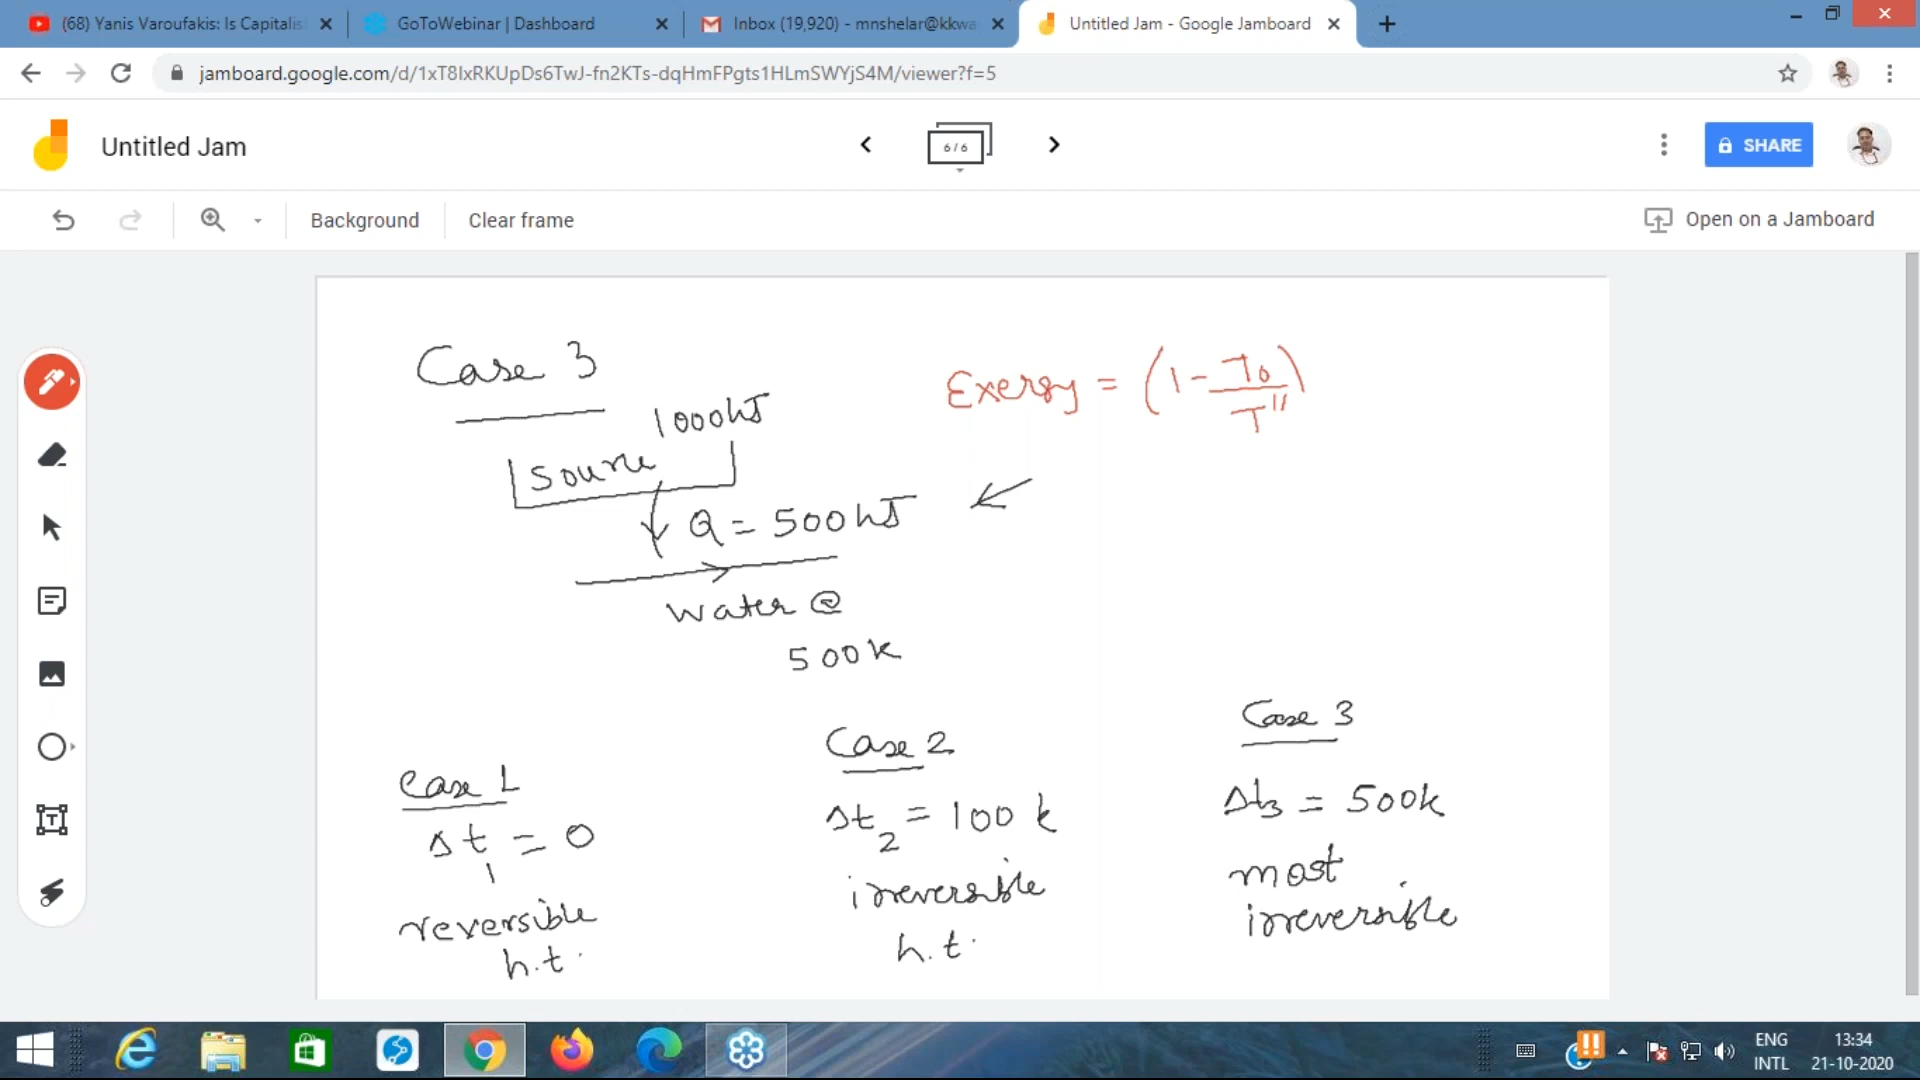 (68) Yanis Varoufakis: Is Capitalis
GoToWebinar | Dashboard
Inbox (19,920) - mnshelar@kkwa
Untitled Jam - Google Jamboard
jamboard.google.com/d/1xT8IxRKUpDs6TwJ-fn2KTs-dqHmFPgts1HLmSWYjS4M/viewer?f=5
Untitled Jam
6 / 6
SHARE
Background
Clear frame
Open on a Jamboard
Case 3
1000kJ
Source
Q = 500kJ
Water @
500k
Exergy = (1 - T0/T")
Case 1
Δt1 = 0
reversible
h.t.
Case 2
Δt2 = 100 k
irreversible
h.t.
Case 3
Δt3 = 500k
most
irreversible
ENG
INTL
13:34
21-10-2020